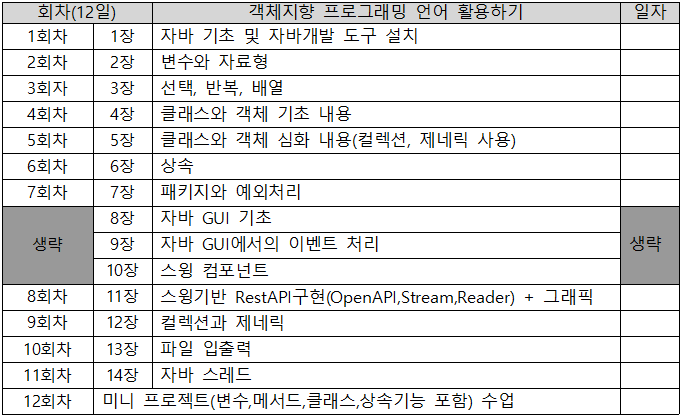 회차(12일) 객체지향 프로그래밍 언어 활용하기 일자
1회차 1장 자바 기초 및 자바개발 도구 설치
2회차 2장 변수와 자료형
3회자 3장 선택, 반복, 배열
4회차 4장 클래스와 객체 기초 내용
5회차 5장 클래스와 객체 심화 내용(컬렉션, 제네릭 사용)
6회차 6장 상속
7회차 7장 패키지와 예외처리
8장 자바 GUI 기초
생략 9장 자바 GUI에서의 이벤트 처리 생략
10장 스윙 컴포넌트
8회차 11장 스윙기반 RestAPI구현(OpenAPI,Stream,Reader) + 그래픽
9회차 12장 컬렉션과 제네릭
10회차 13장 파일 입출력
11회차 14장 자바 스레드
12회차 미니 프로젝트(변수,메서드,클래스,상속기능 포함) 수업